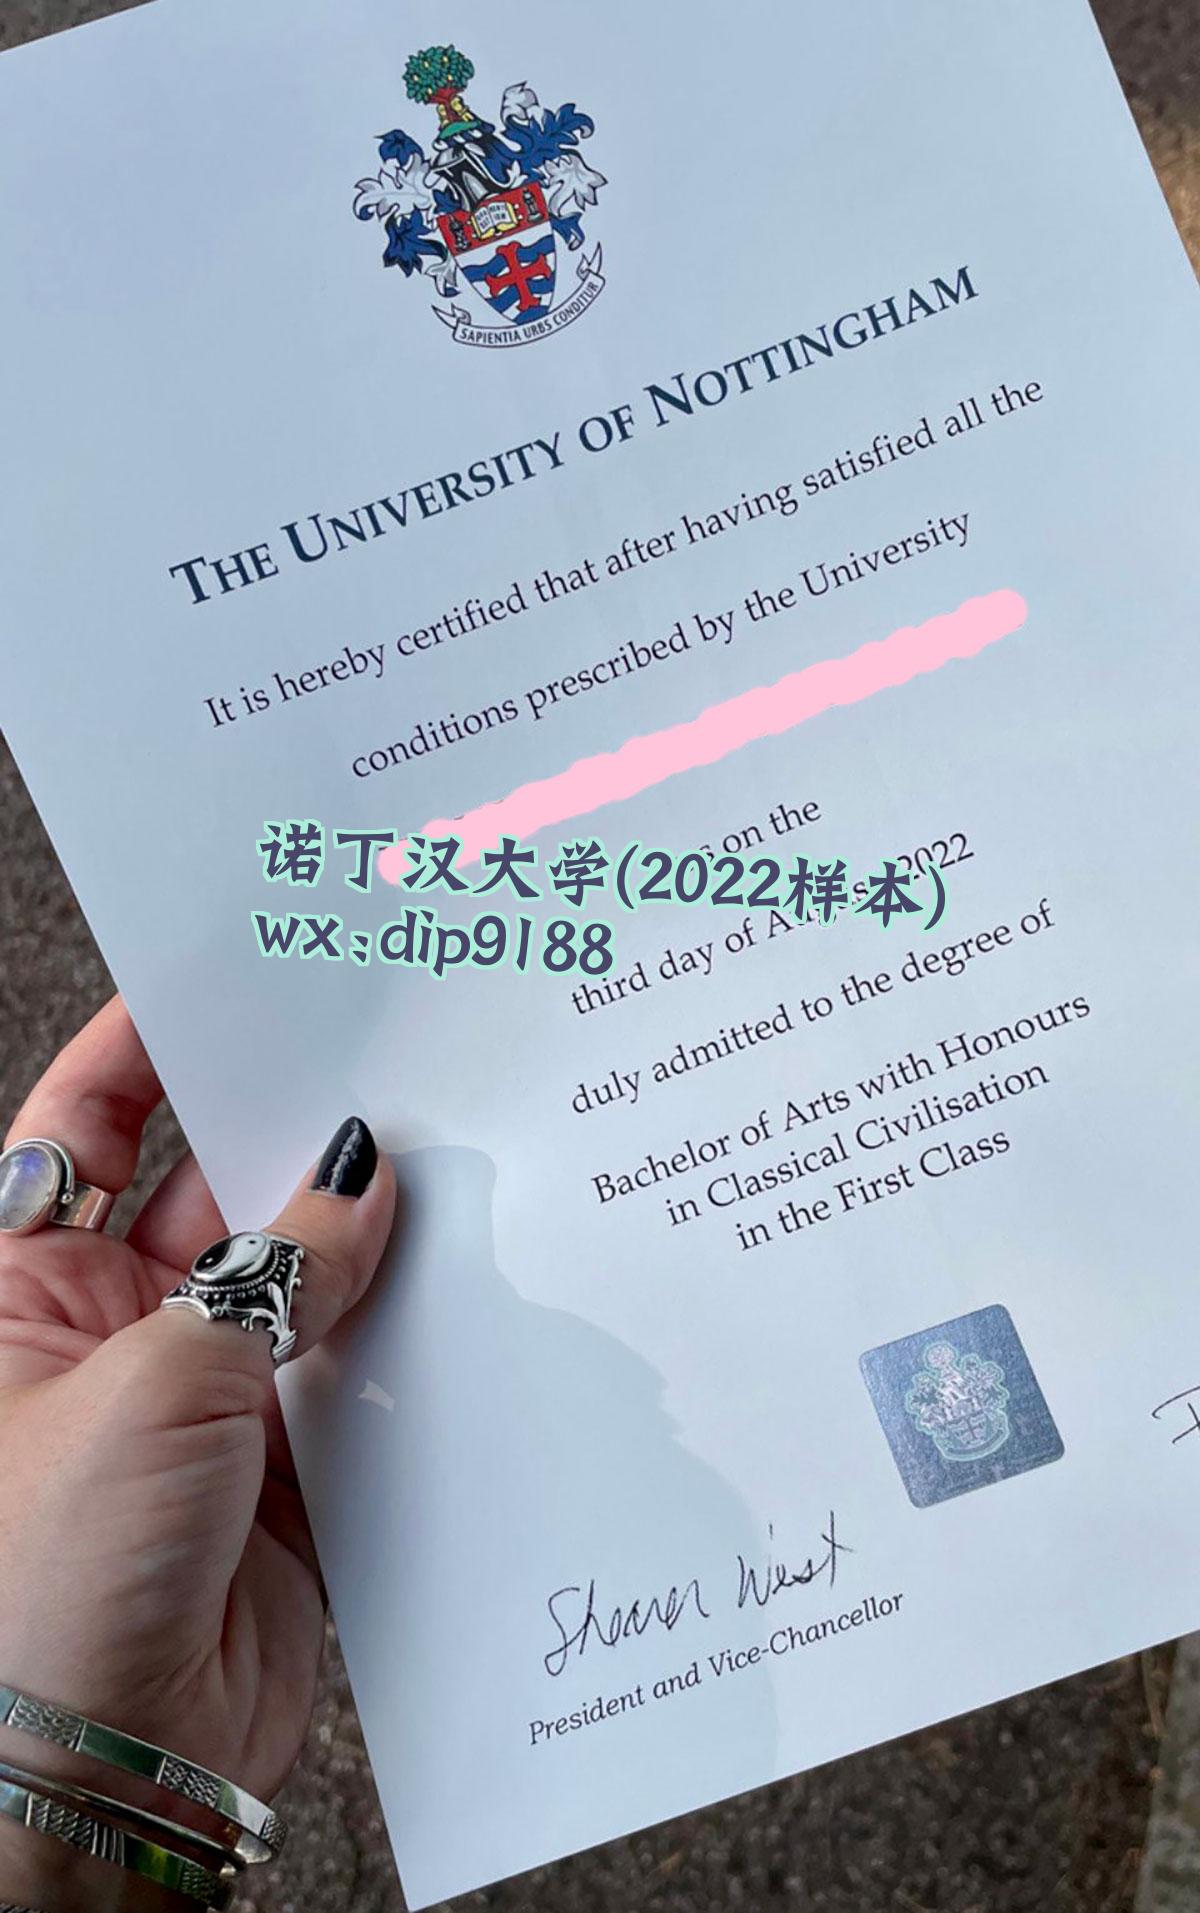 SAPIENTIA URBS CONDITUR
THE UNIVERSITY OF NOTTINGHAM
It is hereby certified that after having satisfied all the
conditions prescribed by the University
on the
诺丁汉大学(2022样本)
wx:dip9188
third day of 2022
duly admitted to the degree of
Bachelor of Arts with Honours
in Classical Civilisation
in the First Class
Shearer West
President and Vice-Chancellor